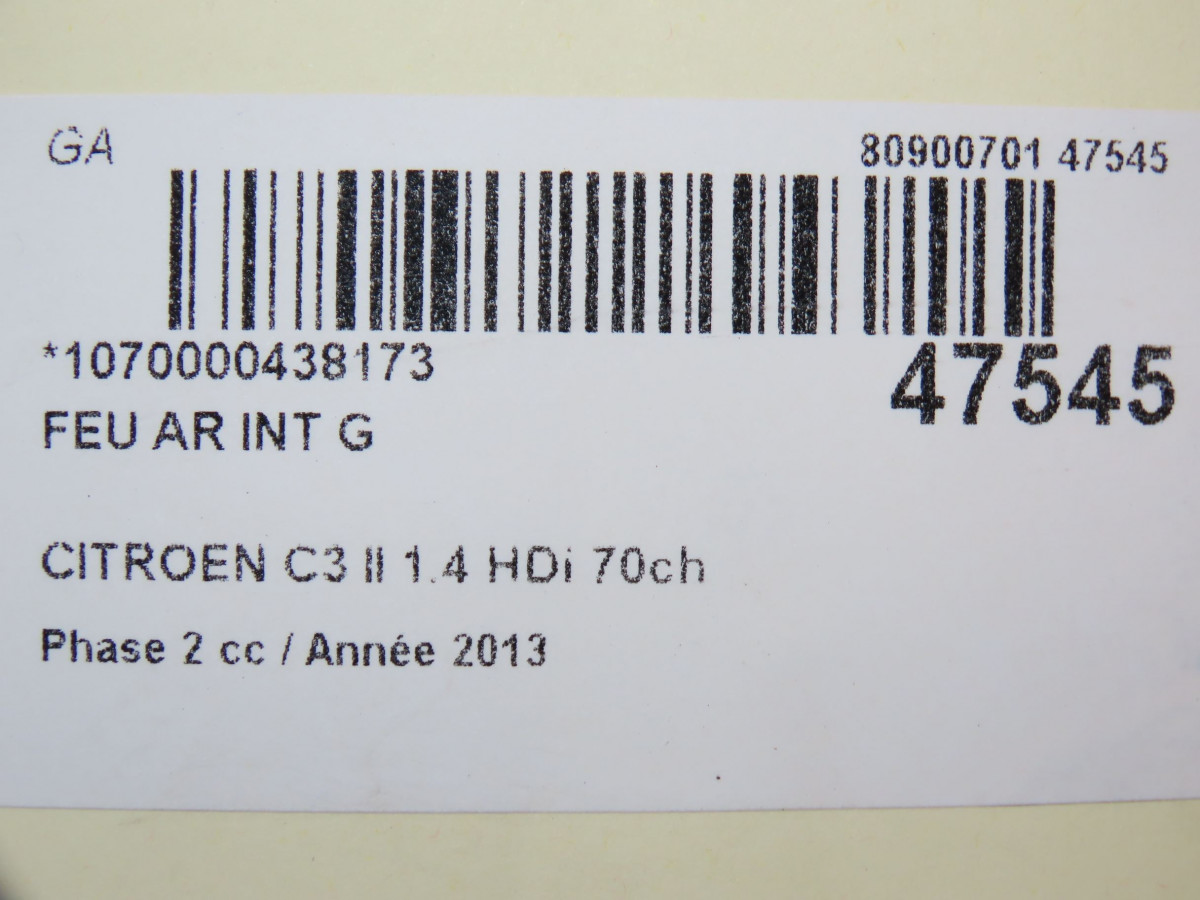 GA
80900701 47545
*1070000438173
47545
FEU AR INT G
CITROEN C3 II 1.4 HDi 70ch
Phase 2 cc / Année 2013